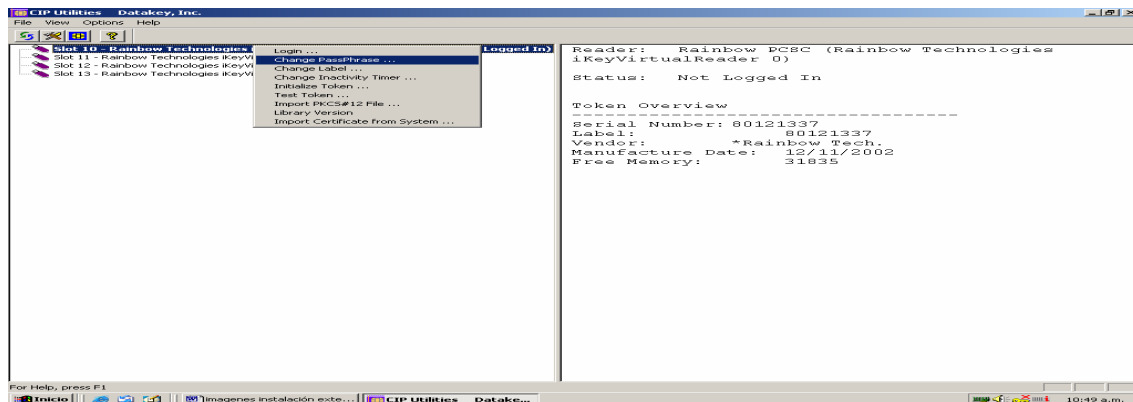 CIP Utilities Datakey, Inc.
File View Options Help
Slot 10 - Rainbow Technologies Logged In)
Slot 11 - Rainbow Technologies iKeyVi
Slot 12 - Rainbow Technologies iKeyVi
Slot 13 - Rainbow Technologies iKeyVi
Login ...
Change PassPhrase ...
Change Label ...
Change Inactivity Timer ...
Initialize Token ...
Test Token ...
Import PKCS#12 File ...
Library Version
Import Certificate from System ...
Reader: Rainbow PCSC (Rainbow Technologies
iKeyVirtualReader 0)
Status: Not Logged In
Token Overview
Serial Number: 80121337
Label: 80121337
Vendor: *Rainbow Tech.
Manufacture Date: 12/11/2002
Free Memory: 31835
For Help, press F1
Inicio
imagenes instalación exte...
CIP Utilities Datake...
10:49 a.m.